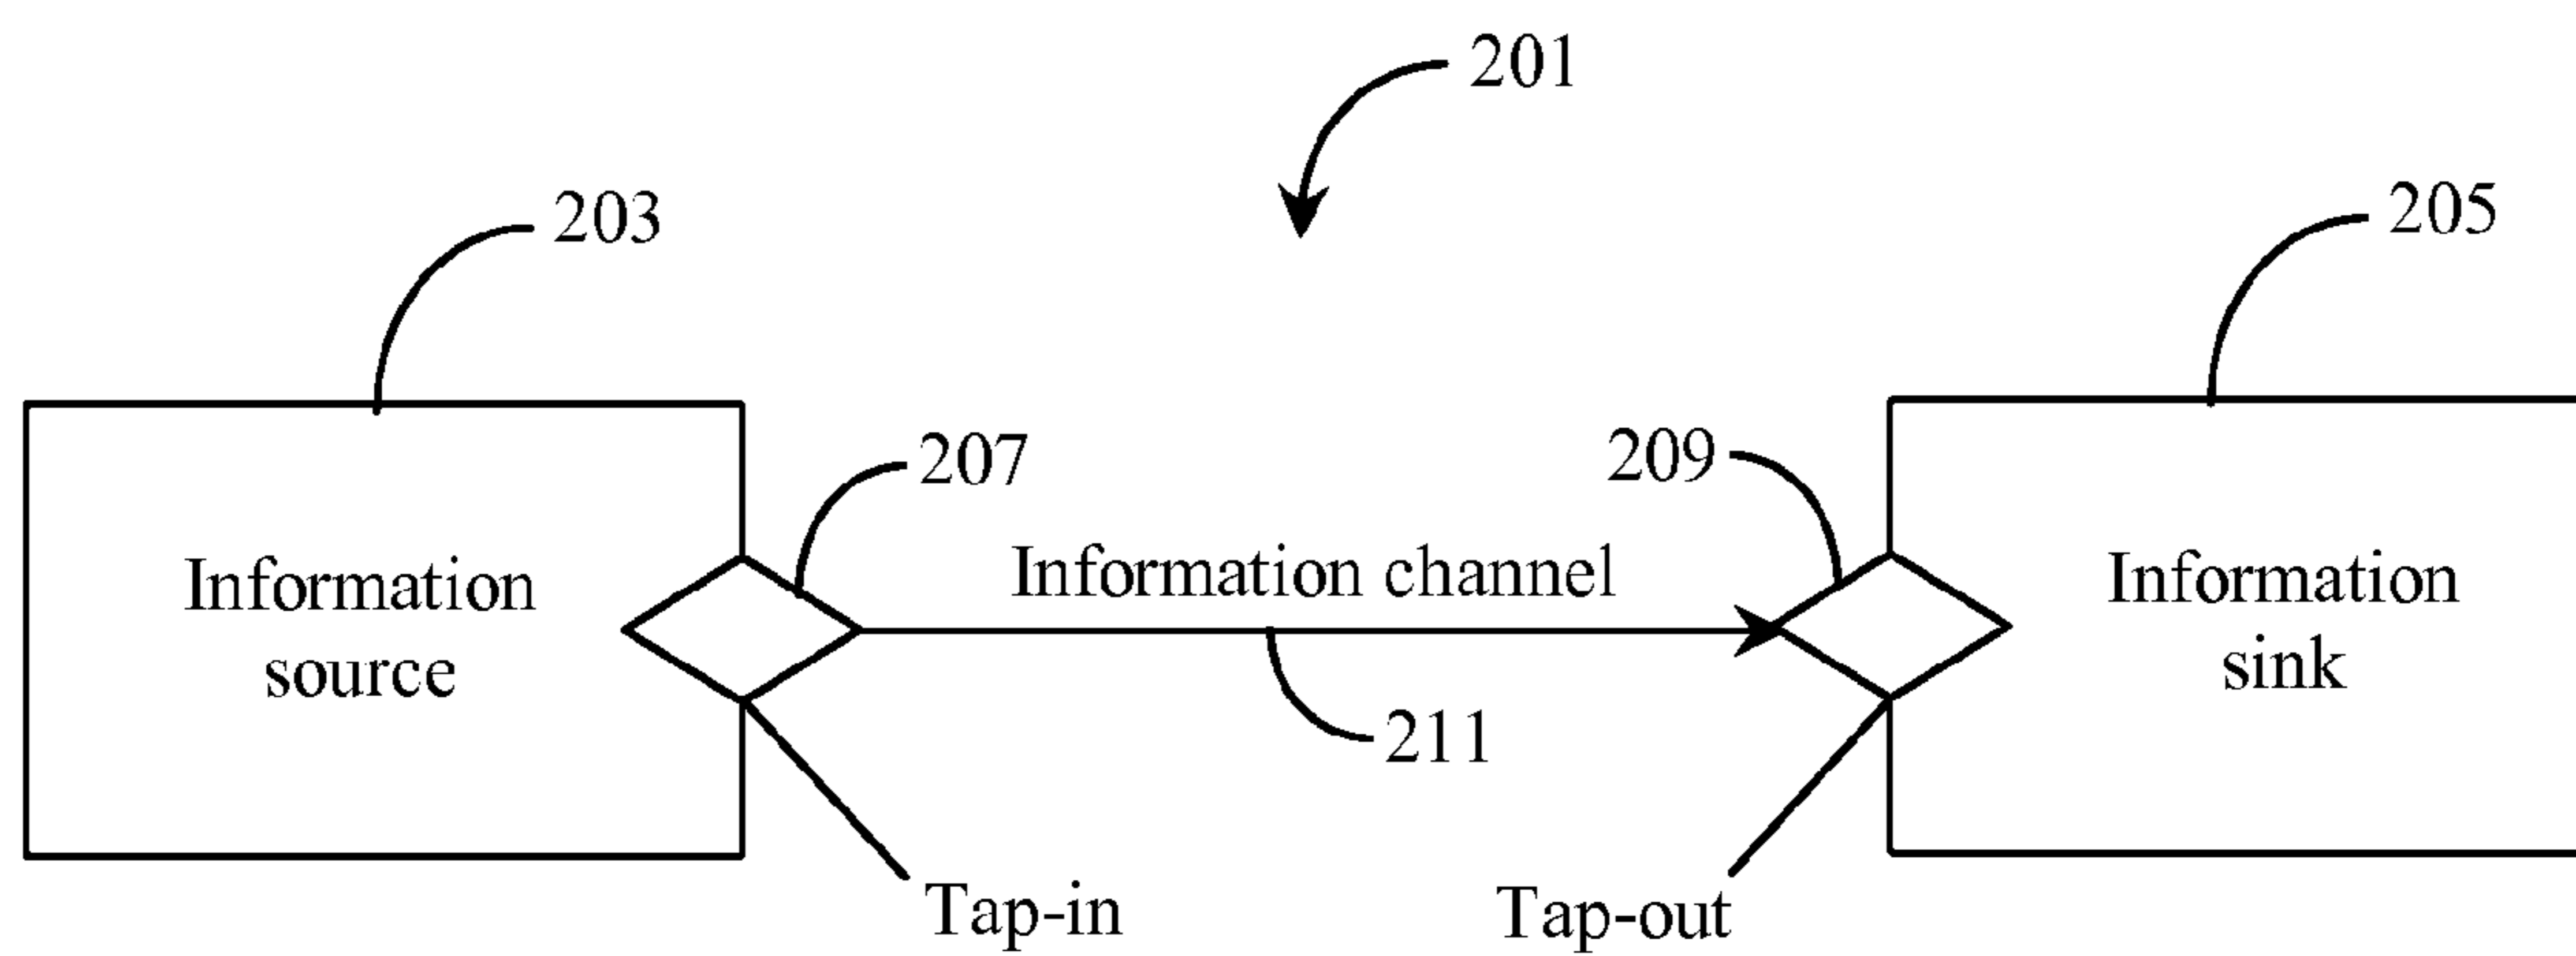 201
203
205
207
209
Information
source
Information channel
Information
sink
211
Tap-in
Tap-out